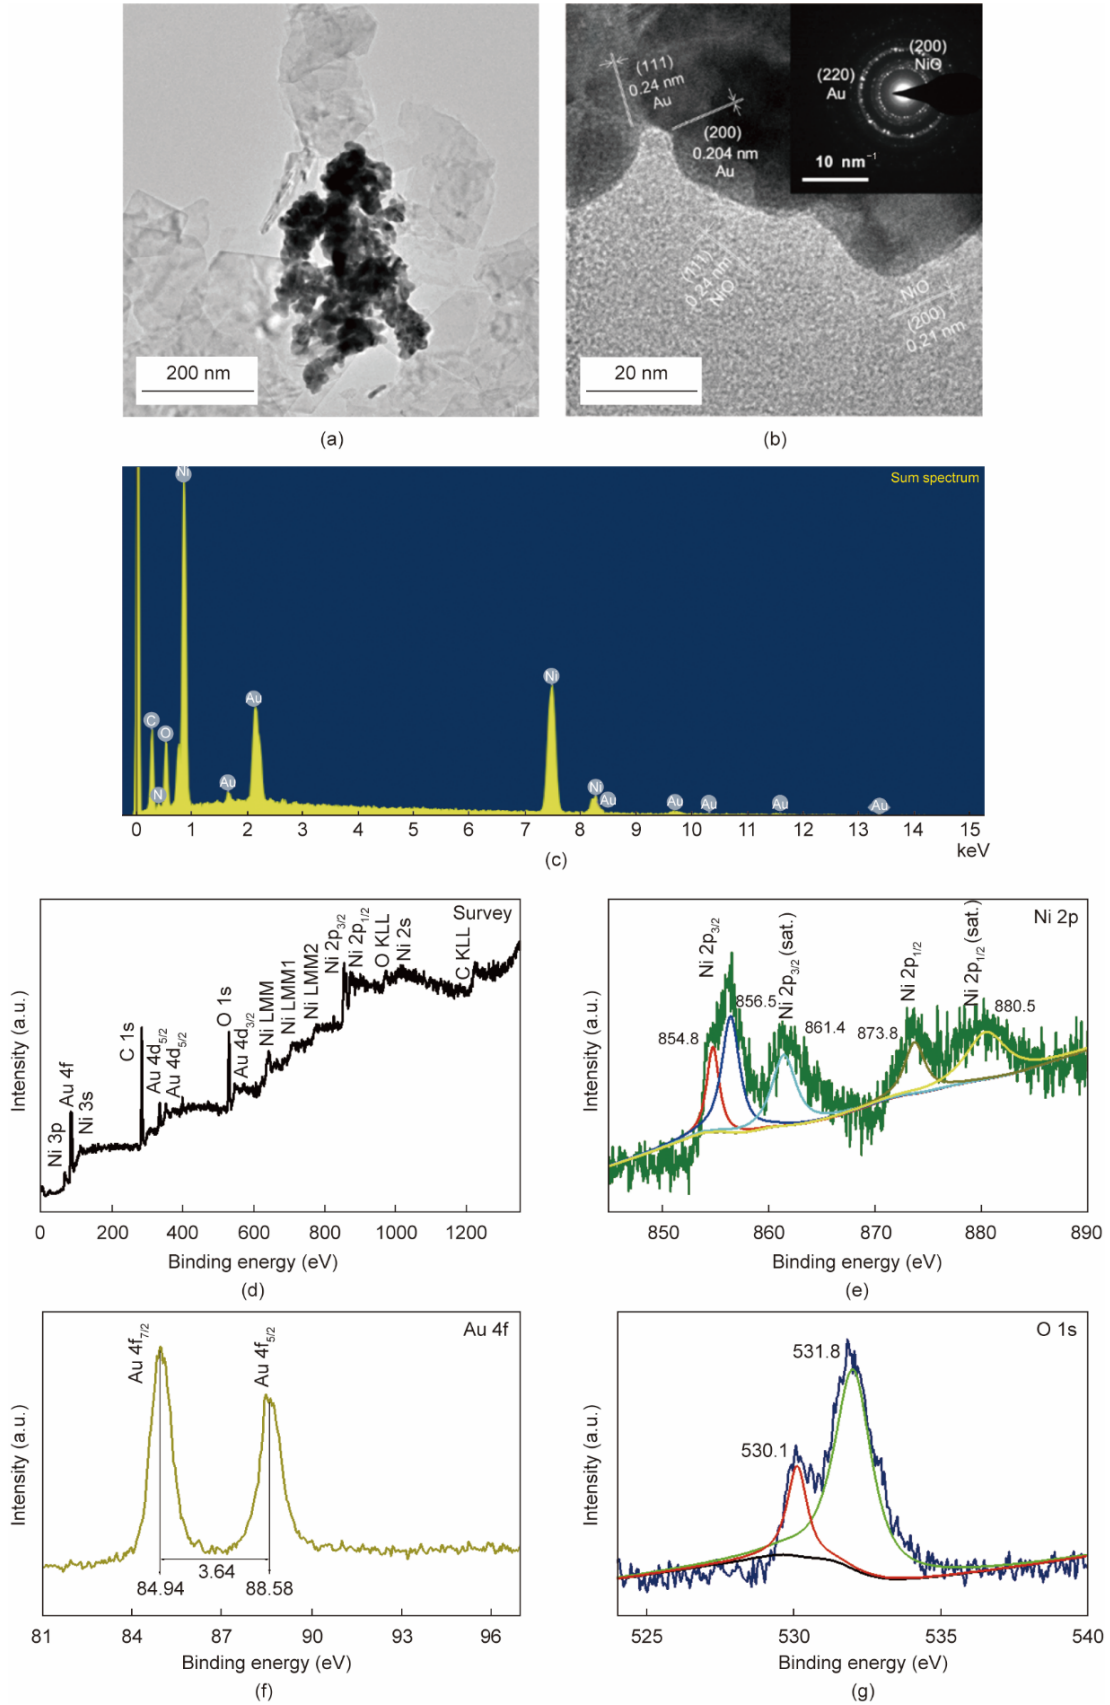 200 nm
(a)
(111)
0.24 nm
Au
(200)
0.204 nm
Au
(200)
NiO
(220)
Au
10 nm⁻¹
(111)
0.24 nm
NiO
NiO
(200)
0.21 nm
20 nm
(b)
Sum spectrum
Ni
C
O
N
Au
Au
Ni
Ni
Au
Au
Au
Au
Au
0 1 2 3 4 5 6 7 8 9 10 11 12 13 14 15
keV
(c)
Survey
Ni 3p
Au 4f
Ni 3s
C 1s
Au 4d5/2
Au 4d5/2
O 1s
Au 4d3/2
Ni LMM
Ni LMM1
Ni LMM2
Ni 2p3/2
Ni 2p1/2
O KLL
Ni 2s
C KLL
Intensity (a.u.)
0 200 400 600 800 1000 1200
Binding energy (eV)
(d)
Ni 2p
Ni 2p3/2
Ni 2p3/2 (sat.)
Ni 2p1/2
Ni 2p1/2 (sat.)
854.8
856.5
861.4
873.8
880.5
Intensity (a.u.)
850 860 870 880 890
Binding energy (eV)
(e)
Au 4f
Au 4f7/2
Au 4f5/2
3.64
84.94
88.58
Intensity (a.u.)
81 84 87 90 93 96
Binding energy (eV)
(f)
O 1s
531.8
530.1
Intensity (a.u.)
525 530 535 540
Binding energy (eV)
(g)